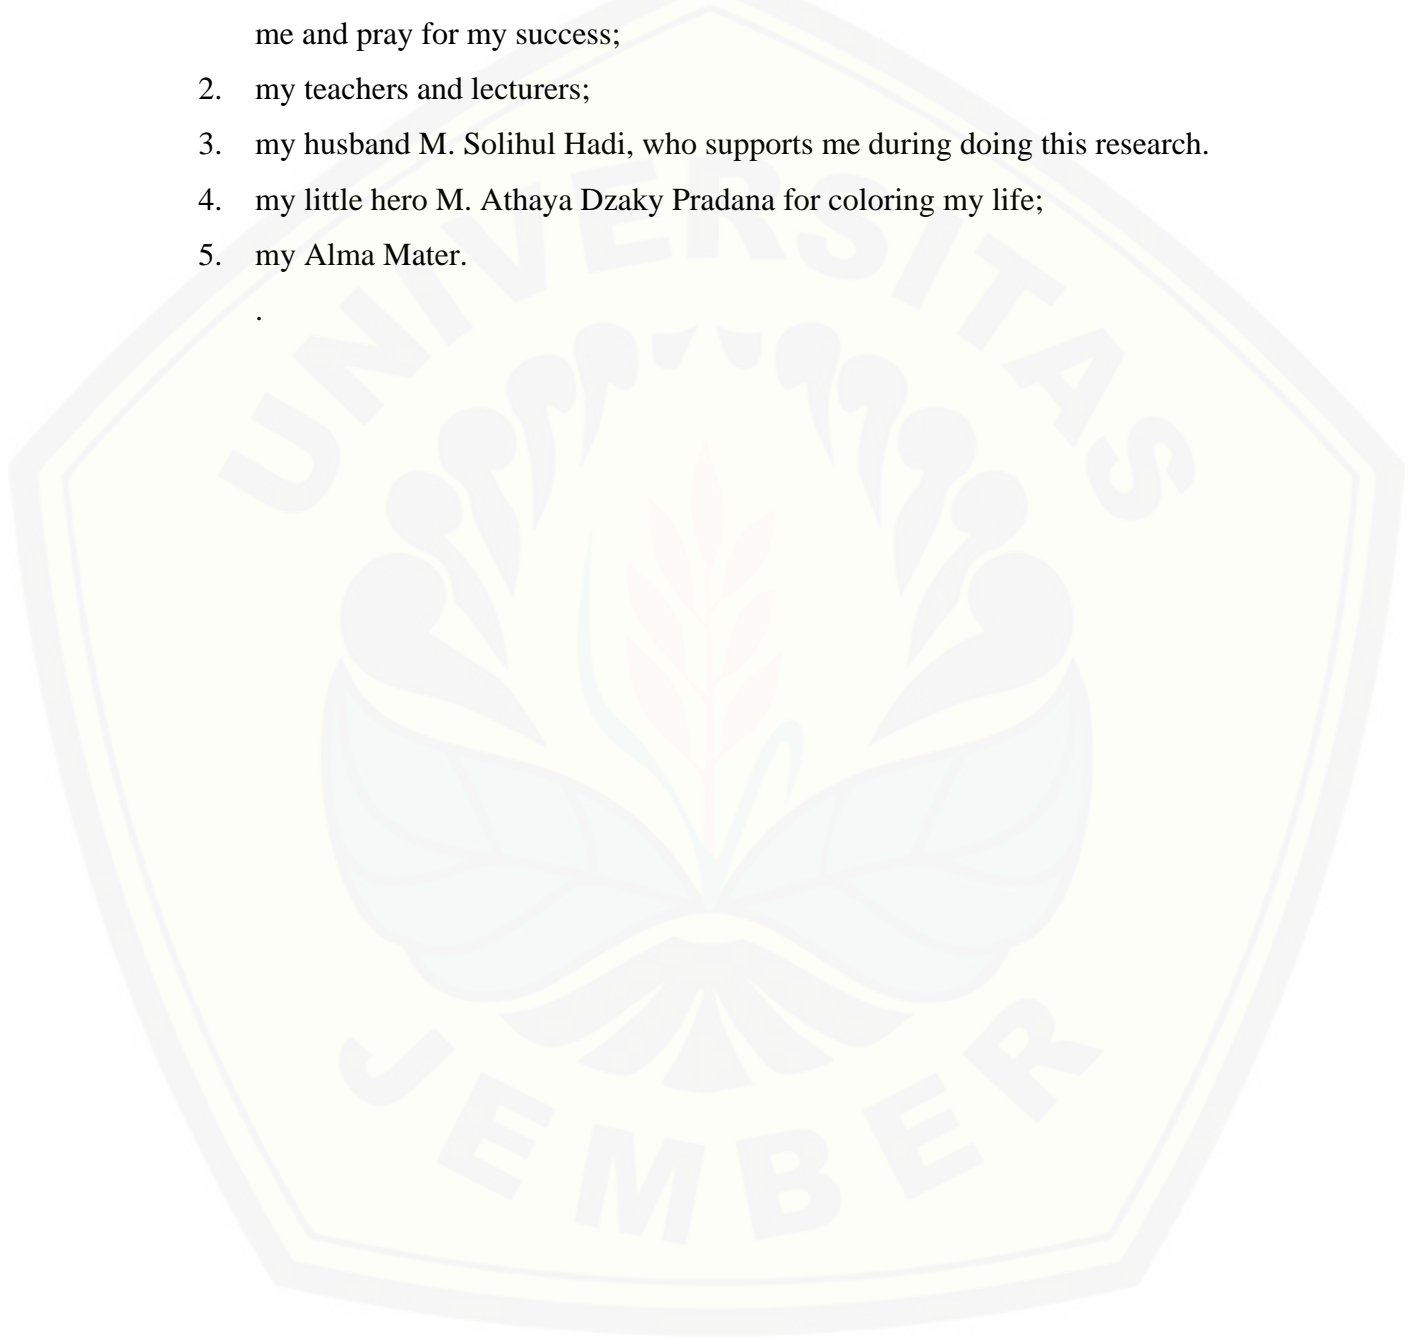 me and pray for my success;
2. my teachers and lecturers;
3. my husband M. Solihul Hadi, who supports me during doing this research.
4. my little hero M. Athaya Dzaky Pradana for coloring my life;
5. my Alma Mater.
.
UNIVERSITAS
JEMBER